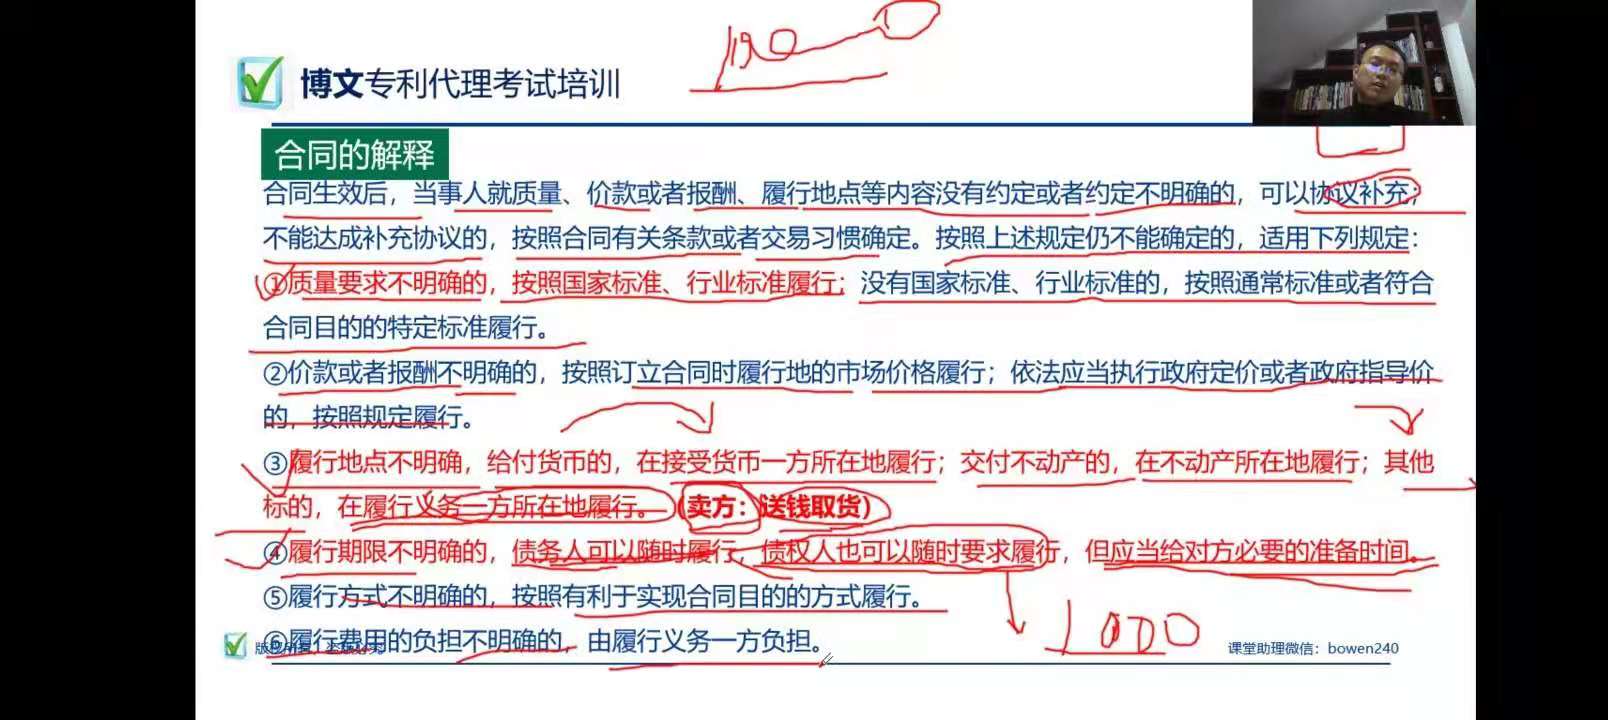 博文专利代理考试培训
合同的解释
合同生效后，当事人就质量、价款或者报酬、履行地点等内容没有约定或者约定不明确的，可以协议补充；
不能达成补充协议的，按照合同有关条款或者交易习惯确定。按照上述规定仍不能确定的，适用下列规定：
①质量要求不明确的，按照国家标准、行业标准履行；没有国家标准、行业标准的，按照通常标准或者符合
合同目的的特定标准履行。
②价款或者报酬不明确的，按照订立合同时履行地的市场价格履行；依法应当执行政府定价或者政府指导价
的，按照规定履行。
③履行地点不明确，给付货币的，在接受货币一方所在地履行；交付不动产的，在不动产所在地履行；其他
标的，在履行义务一方所在地履行。（卖方：送钱取货）
④履行期限不明确的，债务人可以随时履行，债权人也可以随时要求履行，但应当给对方必要的准备时间。
⑤履行方式不明确的，按照有利于实现合同目的的方式履行。
⑥履行费用的负担不明确的，由履行义务一方负担。
1000
版权所有，盗版必究
课堂助理微信：bowen240